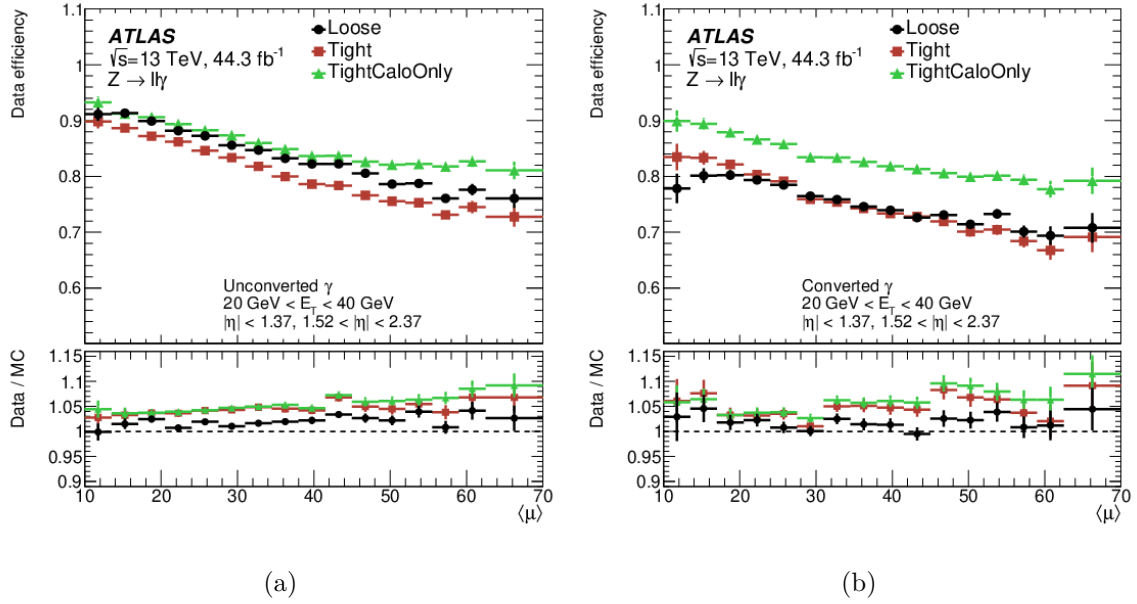 Data efficiency
1.1
1
0.9
0.8
0.7
0.6
ATLAS
√s=13 TeV, 44.3 fb⁻¹
Z → llγ
Loose
Tight
TightCaloOnly
Unconverted γ
20 GeV < E_T < 40 GeV
|η| < 1.37, 1.52 < |η| < 2.37
Data / MC
1.15
1.1
1.05
1
0.95
0.9
10 20 30 40 50 60 70
⟨μ⟩
(a)
Data efficiency
1.1
1
0.9
0.8
0.7
0.6
ATLAS
√s=13 TeV, 44.3 fb⁻¹
Z → llγ
Loose
Tight
TightCaloOnly
Converted γ
20 GeV < E_T < 40 GeV
|η| < 1.37, 1.52 < |η| < 2.37
Data / MC
1.15
1.1
1.05
1
0.95
0.9
10 20 30 40 50 60 70
⟨μ⟩
(b)